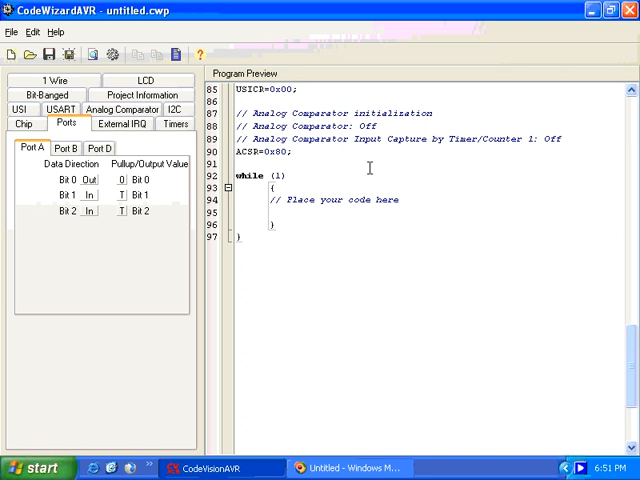 CodeWizardAVR - untitled.cwp
File Edit Help
1 Wire LCD
Bit-Banged Project Information
USI USART Analog Comparator I2C
Chip Ports External IRQ Timers
Port A Port B Port D
Data Direction Pullup/Output Value
Bit 0 Out 0 Bit 0
Bit 1 In T Bit 1
Bit 2 In T Bit 2
Program Preview
85 USICR=0x00;
86
87 // Analog Comparator initialization
88 // Analog Comparator: Off
89 // Analog Comparator Input Capture by Timer/Counter 1: Off
90 ACSR=0x80;
91
92 while (1)
93 {
94 // Place your code here
95
96 }
97 }
start CodeVisionAVR Untitled - Windows M... 6:51 PM